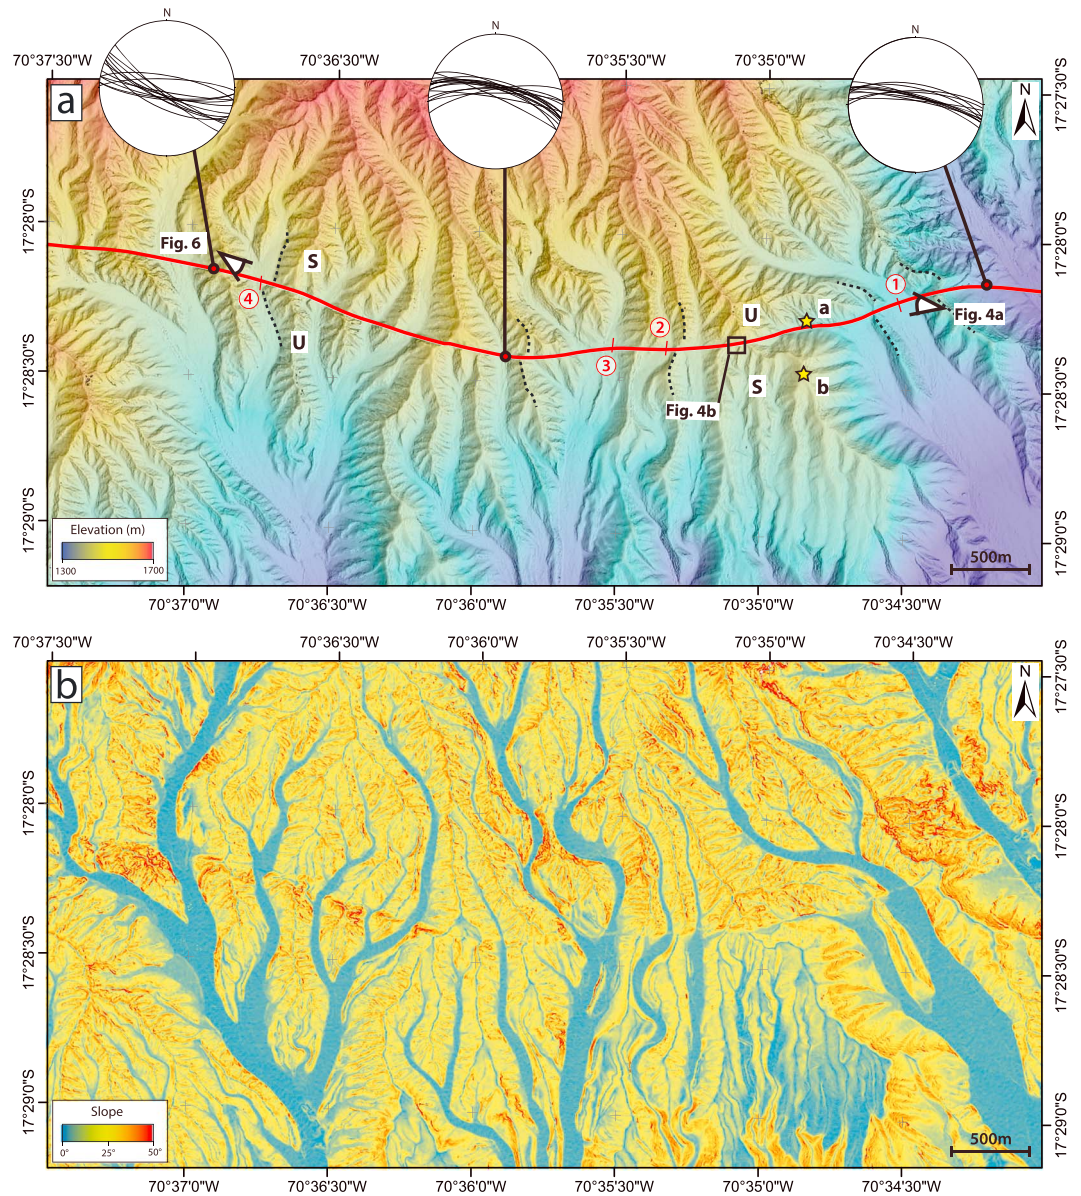 N
N
N
70°37'30"W
70°36'30"W
70°35'30"W
70°35'0"W
a
N
17°27'30"S
17°28'0"S
17°28'0"S
Fig. 6
S
4
1
a
U
2
Fig. 4a
U
3
17°28'30"S
17°28'30"S
S
b
Fig. 4b
17°29'0"S
17°29'0"S
Elevation (m)
1300
1700
500m
70°37'0"W
70°36'30"W
70°36'0"W
70°35'30"W
70°35'0"W
70°34'30"W
70°37'30"W
70°36'30"W
70°36'0"W
70°35'30"W
70°35'0"W
70°34'30"W
b
N
17°27'30"S
17°28'0"S
17°28'0"S
17°28'30"S
17°28'30"S
17°29'0"S
17°29'0"S
Slope
0°
25°
50°
500m
70°37'0"W
70°36'30"W
70°36'0"W
70°35'30"W
70°35'0"W
70°34'30"W